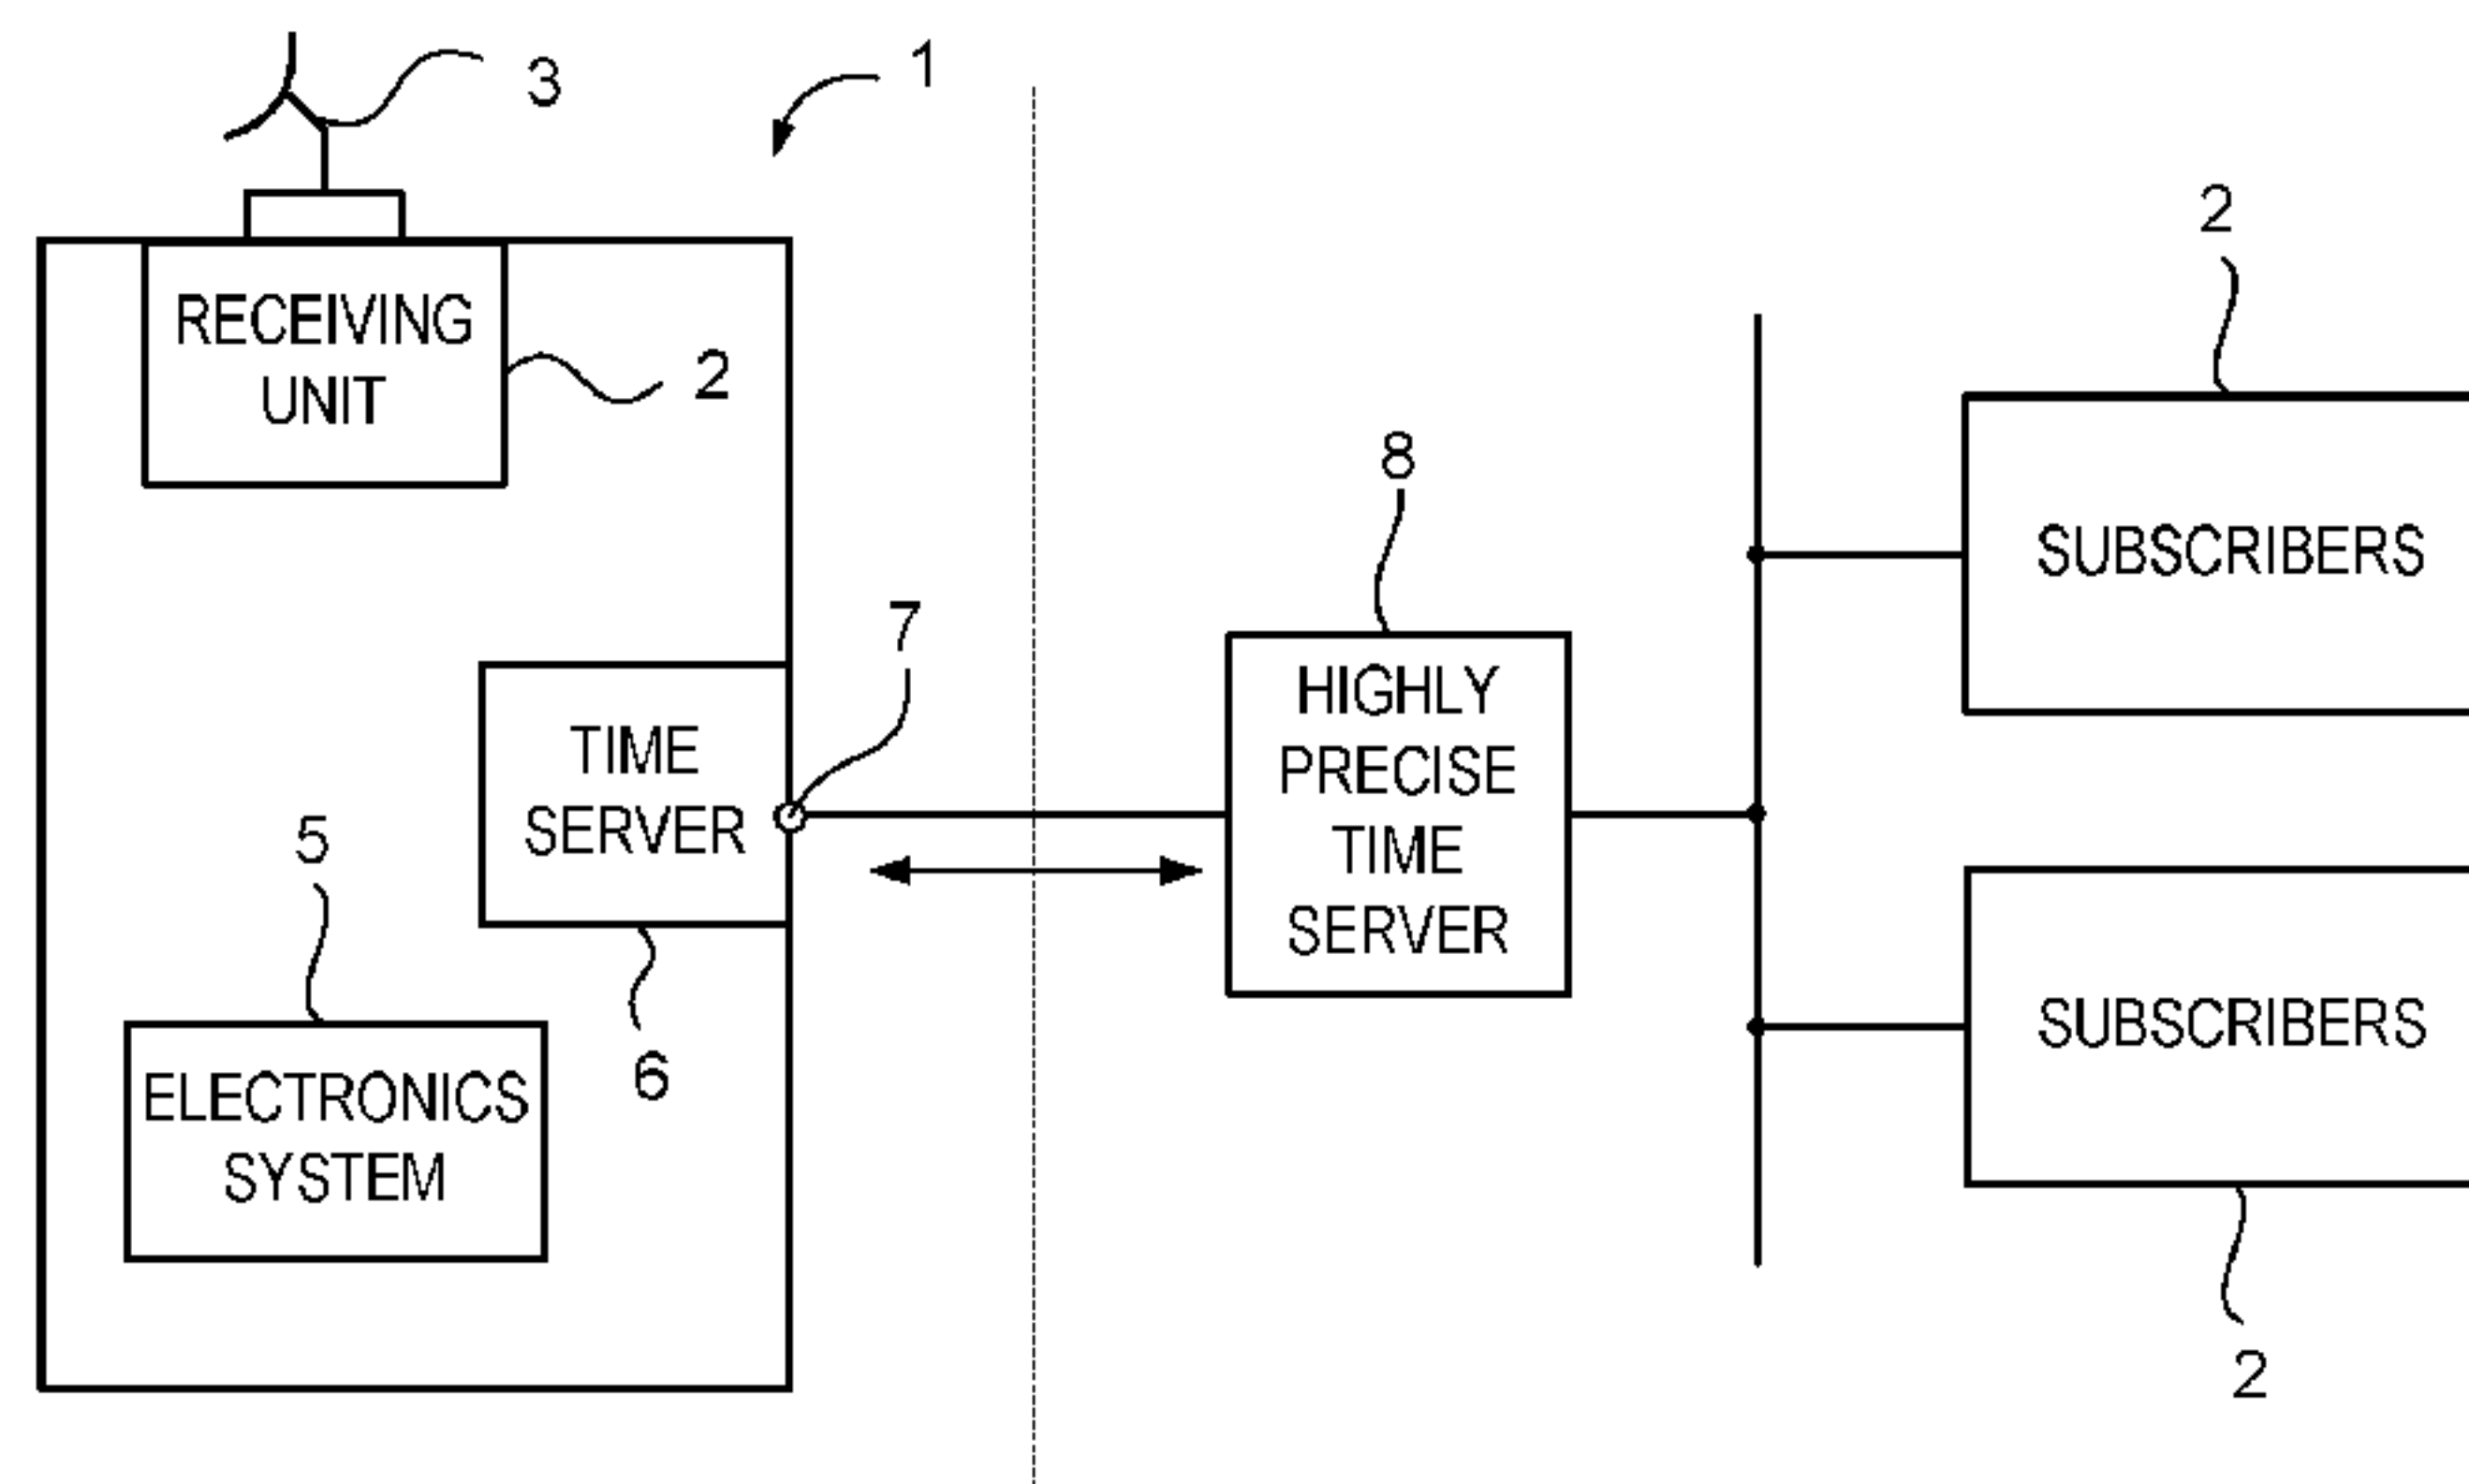 3
1
RECEIVING
UNIT
2
TIME
SERVER
7
6
5
ELECTRONICS
SYSTEM
8
HIGHLY
PRECISE
TIME
SERVER
2
SUBSCRIBERS
SUBSCRIBERS
2